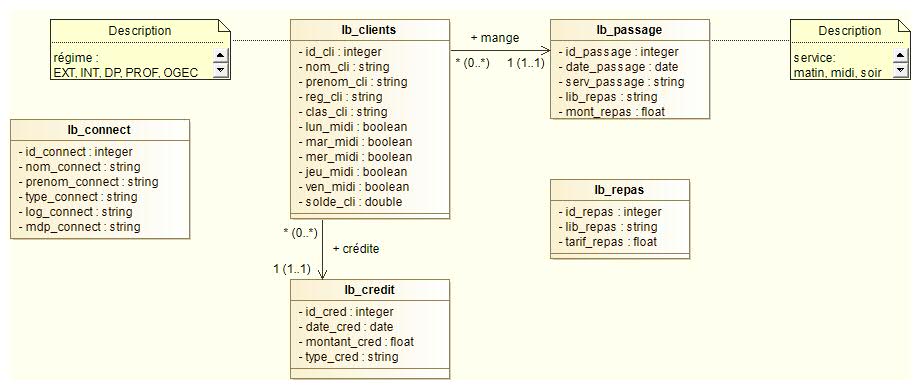 Description
régime :
EXT, INT, DP, PROF, OGEC
lb_clients
- id_cli : integer
- nom_cli : string
- prenom_cli : string
- reg_cli : string
- clas_cli : string
- lun_midi : boolean
- mar_midi : boolean
- mer_midi : boolean
- jeu_midi : boolean
- ven_midi : boolean
- solde_cli : double
+ mange
* (0..*)
1 (1..1)
lb_passage
- id_passage : integer
- date_passage : date
- serv_passage : string
- lib_repas : string
- mont_repas : float
Description
service:
matin, midi, soir
lb_connect
- id_connect : integer
- nom_connect : string
- prenom_connect : string
- type_connect : string
- log_connect : string
- mdp_connect : string
lb_repas
- id_repas : integer
- lib_repas : string
- tarif_repas : float
* (0..*)
+ crédite
1 (1..1)
lb_credit
- id_cred : integer
- date_cred : date
- montant_cred : float
- type_cred : string